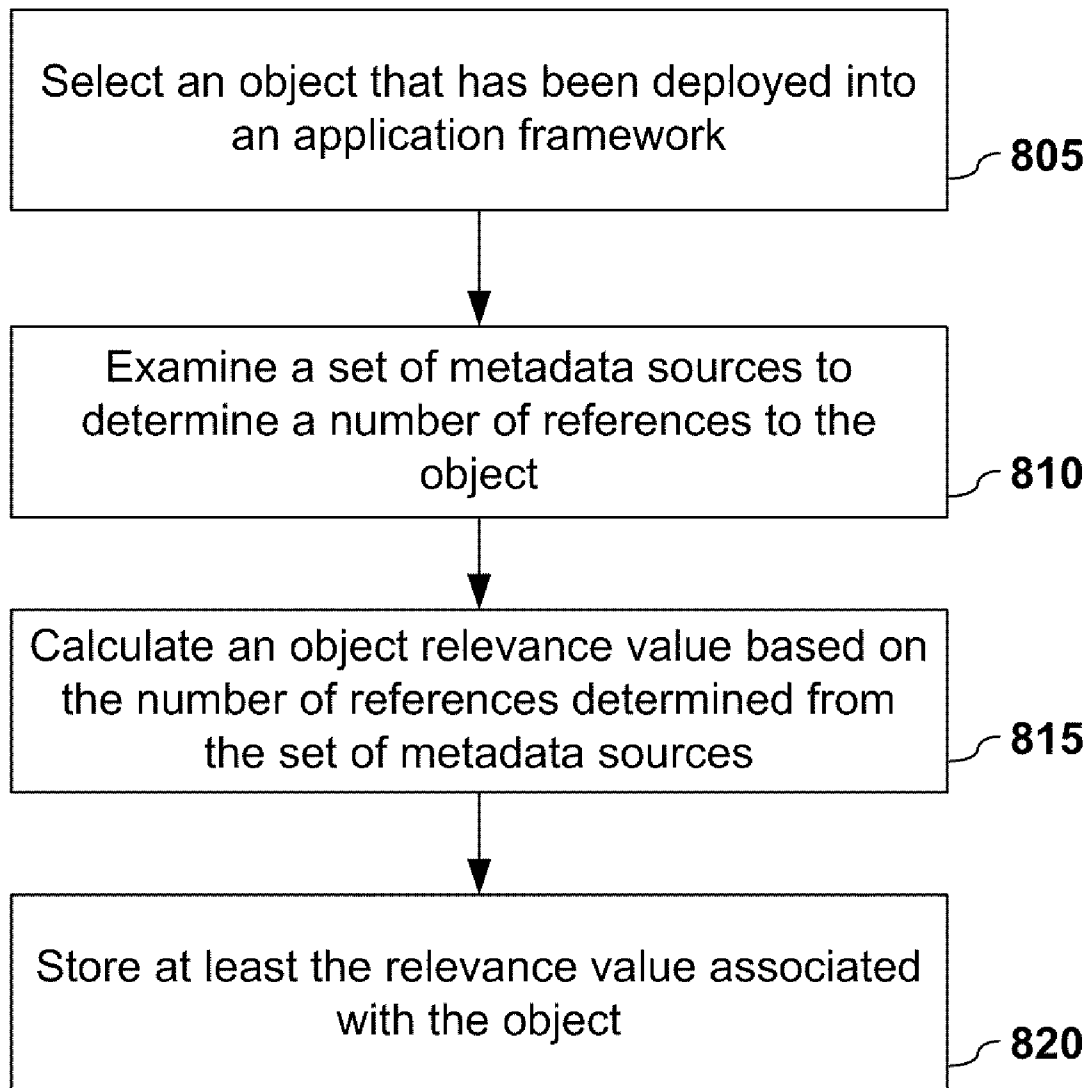 Select an object that has been deployed into
an application framework
805
Examine a set of metadata sources to
determine a number of references to the
object
810
Calculate an object relevance value based on
the number of references determined from
the set of metadata sources
815
Store at least the relevance value associated
with the object
820